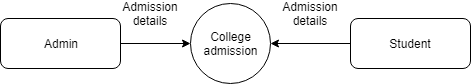 Admission
details
Admission
details
Admin
College
admission
Student